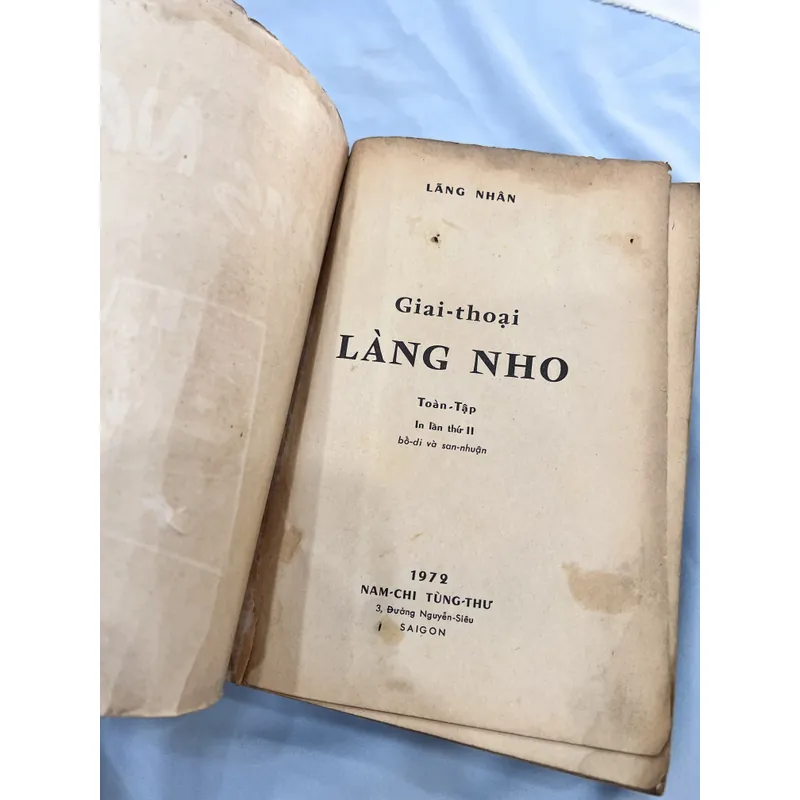 LÃNG NHÂN
Giai-thoại
LÀNG NHO
Toàn-Tập
In lần thứ II
bồ-di và san-nhuận
1972
NAM-CHI TÙNG-THƯ
3, Đường Nguyễn-Siêu
SAIGON